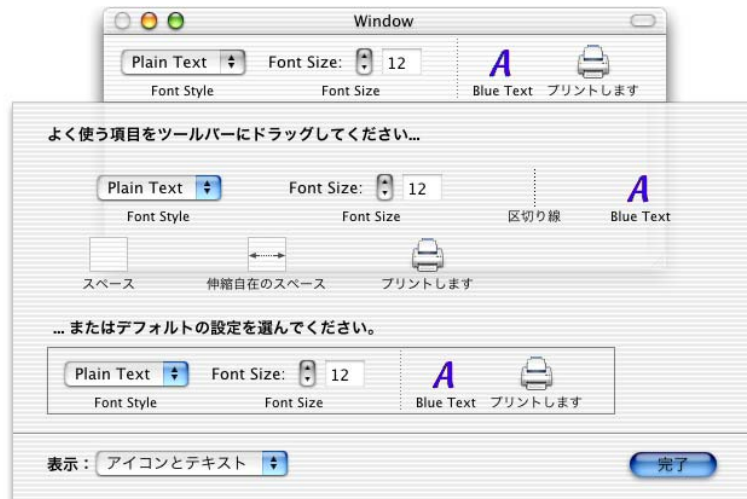 Window
Plain Text Font Size: 12
Font Style Font Size Blue Text プリントします
よく使う項目をツールバーにドラッグしてください...
Plain Text Font Size: 12
Font Style Font Size 区切り線 Blue Text
スペース 伸縮自在のスペース プリントします
... またはデフォルトの設定を選んでください。
Plain Text Font Size: 12
Font Style Font Size Blue Text プリントします
表示： アイコンとテキスト 完了